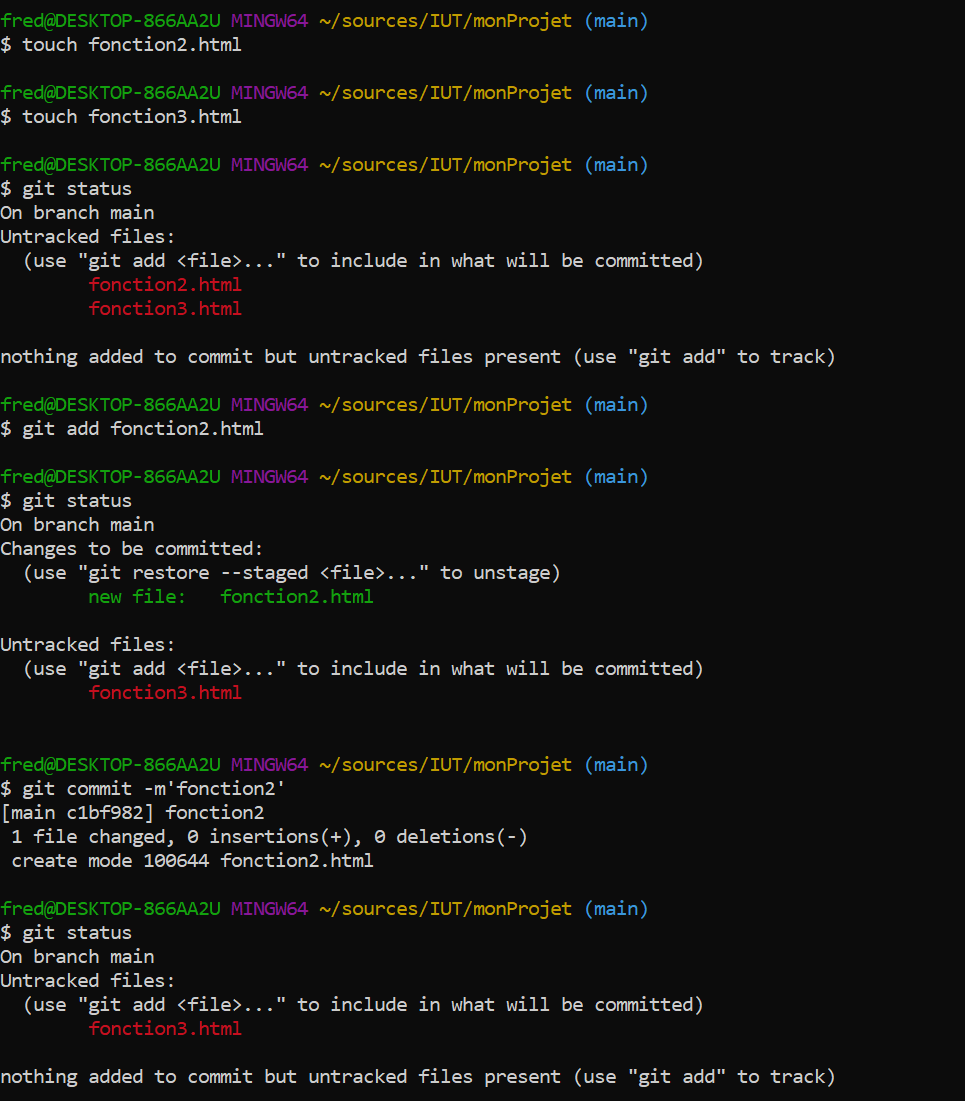 fred@DESKTOP-866AA2U MINGW64 ~/sources/IUT/monProjet (main)
$ touch fonction2.html
fred@DESKTOP-866AA2U MINGW64 ~/sources/IUT/monProjet (main)
$ touch fonction3.html
fred@DESKTOP-866AA2U MINGW64 ~/sources/IUT/monProjet (main)
$ git status
On branch main
Untracked files:
  (use "git add <file>..." to include in what will be committed)
        fonction2.html
        fonction3.html
nothing added to commit but untracked files present (use "git add" to track)
fred@DESKTOP-866AA2U MINGW64 ~/sources/IUT/monProjet (main)
$ git add fonction2.html
fred@DESKTOP-866AA2U MINGW64 ~/sources/IUT/monProjet (main)
$ git status
On branch main
Changes to be committed:
  (use "git restore --staged <file>..." to unstage)
        new file:   fonction2.html
Untracked files:
  (use "git add <file>..." to include in what will be committed)
        fonction3.html
fred@DESKTOP-866AA2U MINGW64 ~/sources/IUT/monProjet (main)
$ git commit -m'fonction2'
[main c1bf982] fonction2
 1 file changed, 0 insertions(+), 0 deletions(-)
 create mode 100644 fonction2.html
fred@DESKTOP-866AA2U MINGW64 ~/sources/IUT/monProjet (main)
$ git status
On branch main
Untracked files:
  (use "git add <file>..." to include in what will be committed)
        fonction3.html
nothing added to commit but untracked files present (use "git add" to track)